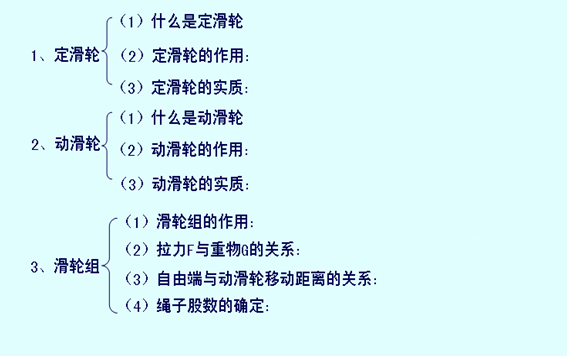 (1)什么是定滑轮
1、定滑轮
(2)定滑轮的作用:
(3)定滑轮的实质:
(1)什么是动滑轮
2、动滑轮
(2)动滑轮的作用:
(3)动滑轮的实质:
(1)滑轮组的作用:
(2)拉力F与重物G的关系:
3、滑轮组
(3)自由端与动滑轮移动距离的关系:
(4)绳子股数的确定: